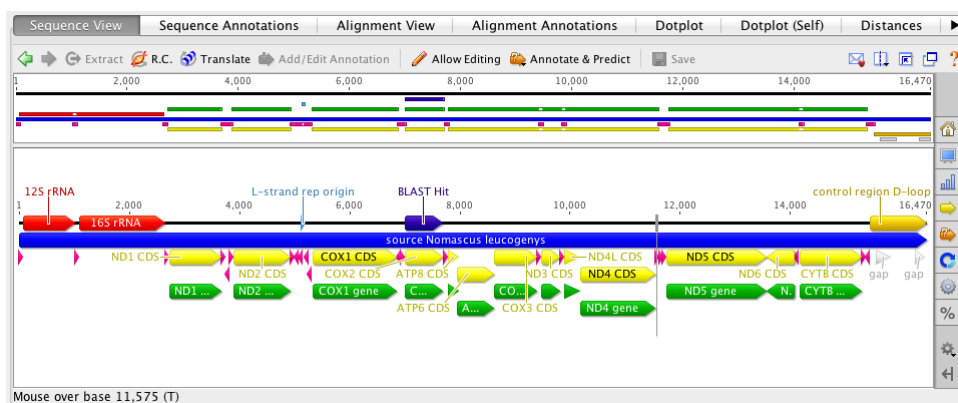 Sequence View Sequence Annotations Alignment View Alignment Annotations Dotplot Dotplot (Self) Distances
Extract R.C. Translate Add/Edit Annotation Allow Editing Annotate & Predict Save ?
1 2,000 4,000 6,000 8,000 10,000 12,000 14,000 16,470
12S rRNA L-strand rep origin BLAST Hit control region D-loop
1 2,000 4,000 6,000 8,000 10,000 12,000 14,000 16,470
16S rRNA
source Nomascus leucogenys
ND1 CDS COX1 CDS ND4L CDS ND5 CDS
ND2 CDS COX2 CDS ATP8 CDS ND3 CDS ND4 CDS ND6 CDS CYTB CDS gap gap
ND1 ... ND2 ... COX1 gene C... CO... ND5 gene N. CYTB ...
ATP6 CDS A... COX3 CDS ND4 gene
%
Mouse over base 11,575 (T)